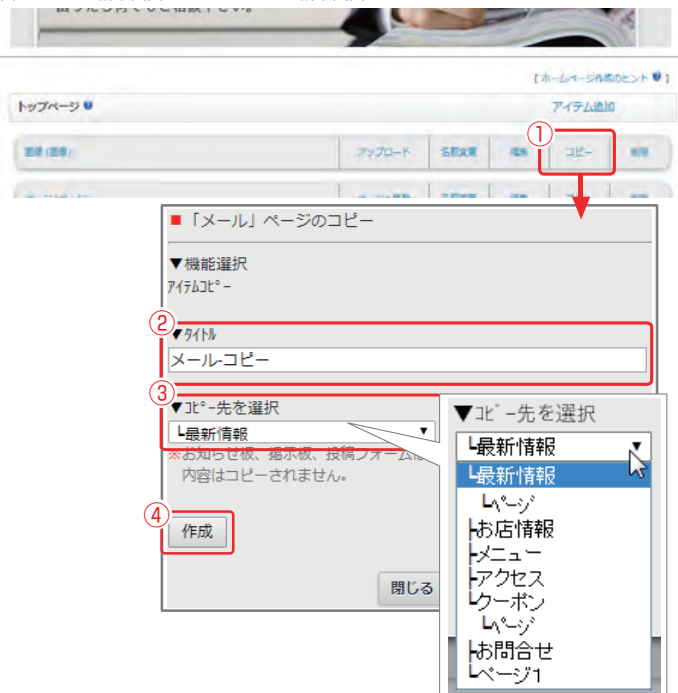 [ホームページ作成のヒント ]
トップページ
アイテム追加
画像 (画像)
アップロード
名前変更
編集
コピー
削除
①
■「メール」ページのコピー
▼機能選択
ｱｲﾃﾑｺﾋﾟｰ
②
▼ﾀｲﾄﾙ
メール-コピー
③
▼ｺﾋﾟｰ先を選択
┗最新情報
※お知らせ板、掲示板、投稿フォームは
内容はコピーされません。
④
作成
閉じる
▼ｺﾋﾟｰ先を選択
┗最新情報
┗最新情報
┗ﾍﾟｰｼﾞ
┣お店情報
┣メニュー
┣アクセス
┗クーポン
┗ﾍﾟｰｼﾞ
┣お問合せ
┗ページ1